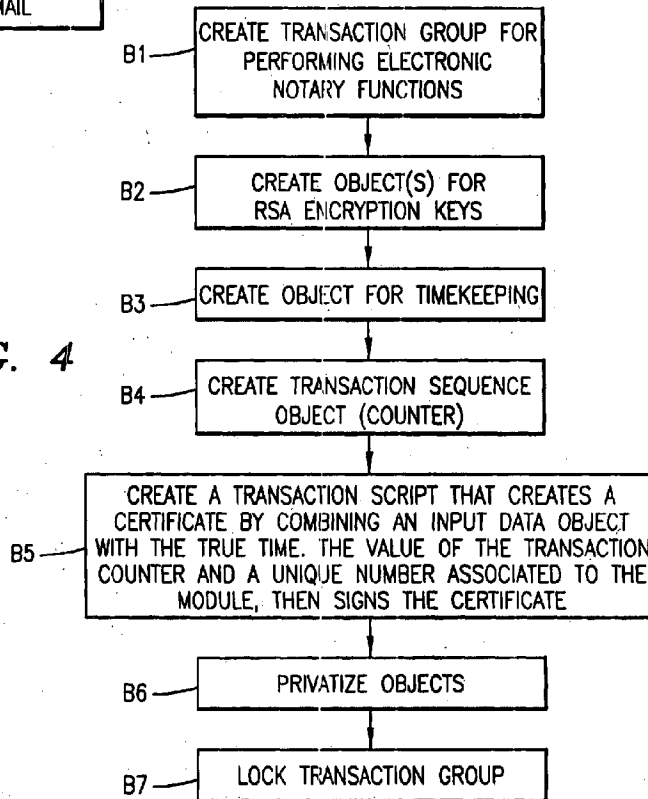 MAIL
B1
CREATE TRANSACTION GROUP FOR
PERFORMING ELECTRONIC
NOTARY FUNCTIONS
B2
CREATE OBJECT(S) FOR
RSA ENCRYPTION KEYS
B3
CREATE OBJECT FOR TIMEKEEPING
G. 4
B4
CREATE TRANSACTION SEQUENCE
OBJECT (COUNTER)
B5
CREATE A TRANSACTION SCRIPT THAT CREATES A
CERTIFICATE BY COMBINING AN INPUT DATA OBJECT
WITH THE TRUE TIME. THE VALUE OF THE TRANSACTION
COUNTER AND A UNIQUE NUMBER ASSOCIATED TO THE
MODULE, THEN SIGNS THE CERTIFICATE
B6
PRIVATIZE OBJECTS
B7
LOCK TRANSACTION GROUP